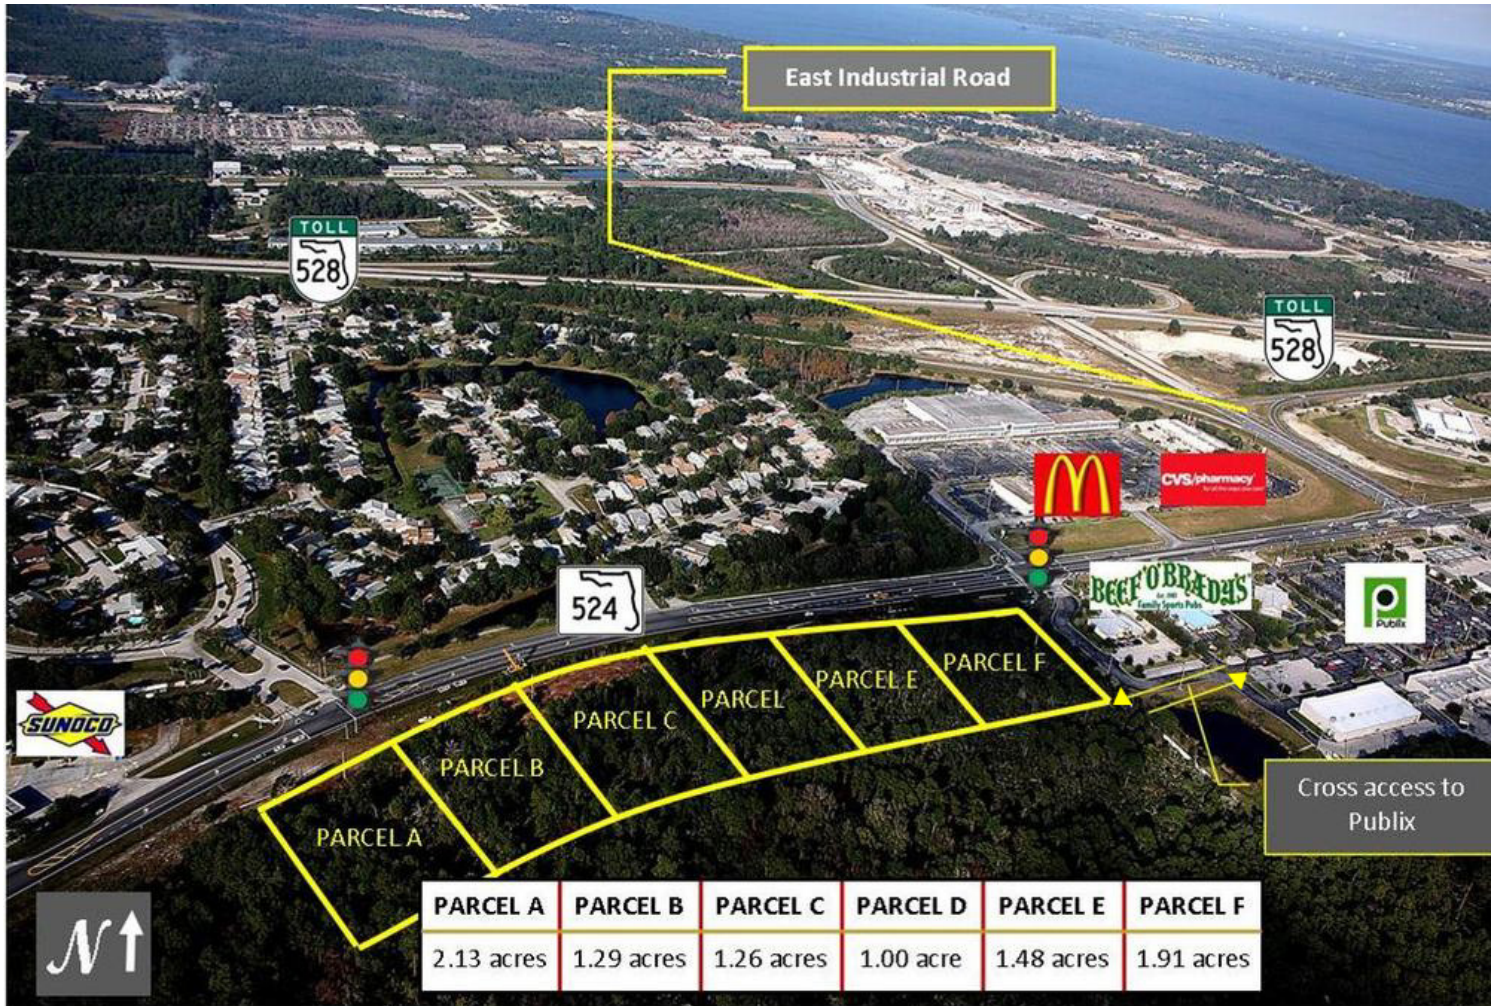 East Industrial Road
TOLL
528
TOLL
528
M
CVS/pharmacy
BEEF'O'BRADY'S
Family Sports Pubs
Publix
524
PARCEL F
PARCEL E
PARCEL
PARCEL C
PARCEL B
PARCEL A
SUNOCO
Cross access to
Publix
N
PARCEL A PARCEL B PARCEL C PARCEL D PARCEL E PARCEL F
2.13 acres 1.29 acres 1.26 acres 1.00 acre 1.48 acres 1.91 acres